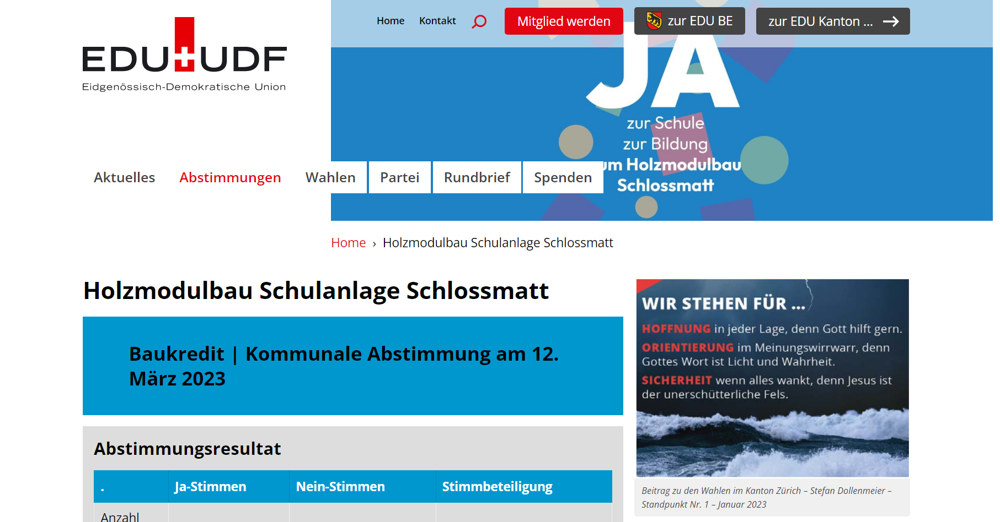 Home
Kontakt
Mitglied werden
zur EDU BE
zur EDU Kanton ...
EDU UDF
Eidgenössisch-Demokratische Union
JA
zur Schule
zur Bildung
um Holzmodulbau
Schlossmatt
Aktuelles
Abstimmungen
Wahlen
Partei
Rundbrief
Spenden
Home › Holzmodulbau Schulanlage Schlossmatt
Holzmodulbau Schulanlage Schlossmatt
Baukredit | Kommunale Abstimmung am 12.
März 2023
Abstimmungsresultat
. Ja-Stimmen Nein-Stimmen Stimmbeteiligung
Anzahl
WIR STEHEN FÜR ...
HOFFNUNG in jeder Lage, denn Gott hilft gern.
ORIENTIERUNG im Meinungswirrwarr, denn
Gottes Wort ist Licht und Wahrheit.
SICHERHEIT wenn alles wankt, denn Jesus ist
der unerschütterliche Fels.
Beitrag zu den Wahlen im Kanton Zürich – Stefan Dollenmeier –
Standpunkt Nr. 1 – Januar 2023